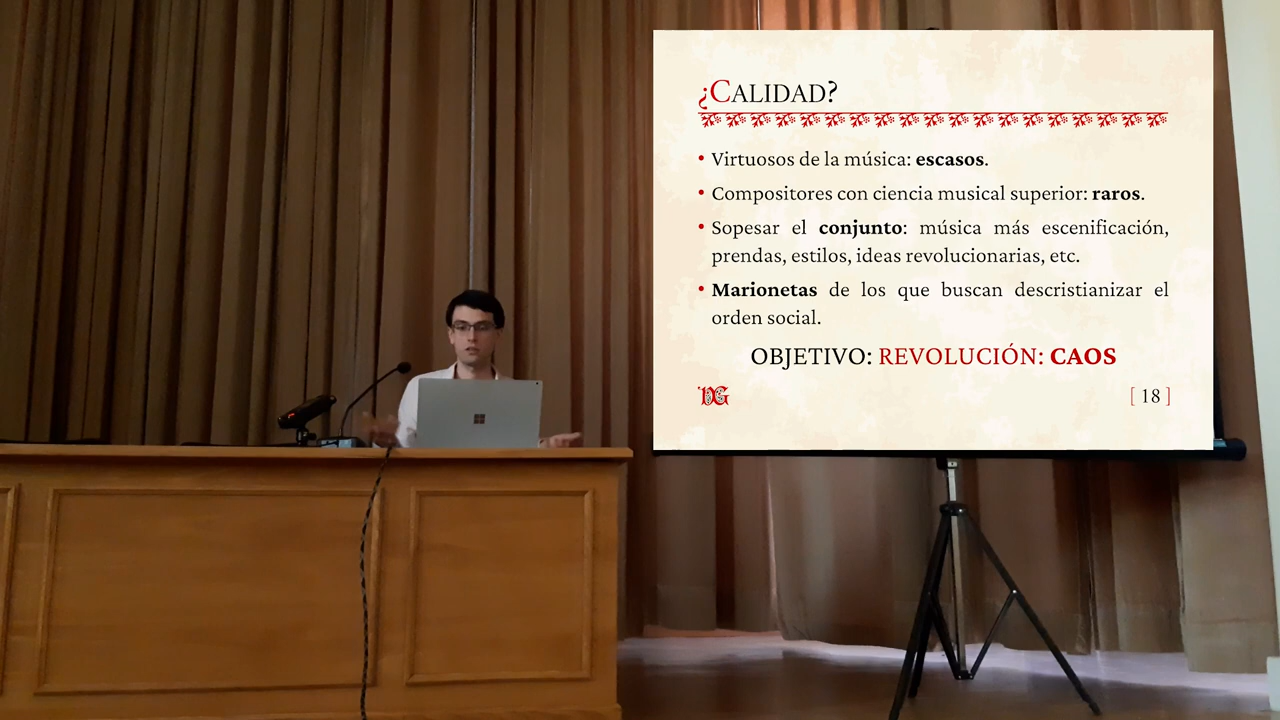 ¿CALIDAD?
• Virtuosos de la música: escasos.
• Compositores con ciencia musical superior: raros.
• Sopesar el conjunto: música más escenificación,
prendas, estilos, ideas revolucionarias, etc.
• Marionetas de los que buscan descristianizar el
orden social.
OBJETIVO: REVOLUCIÓN: CAOS
DG
[ 18 ]